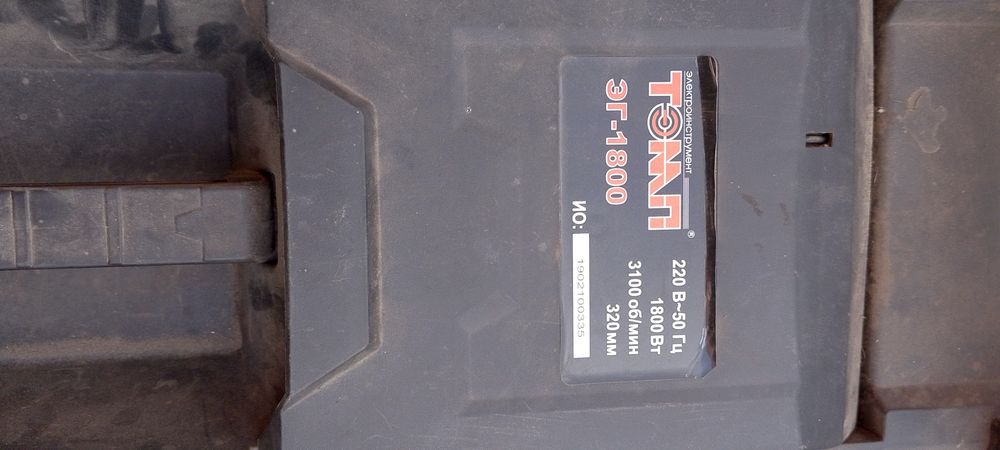 электроинструмент
ТЭМП®
ЭГ-1800
220 В~50 Гц
1800 Вт
3100 об/мин
320 мм
ИО: 1902100335